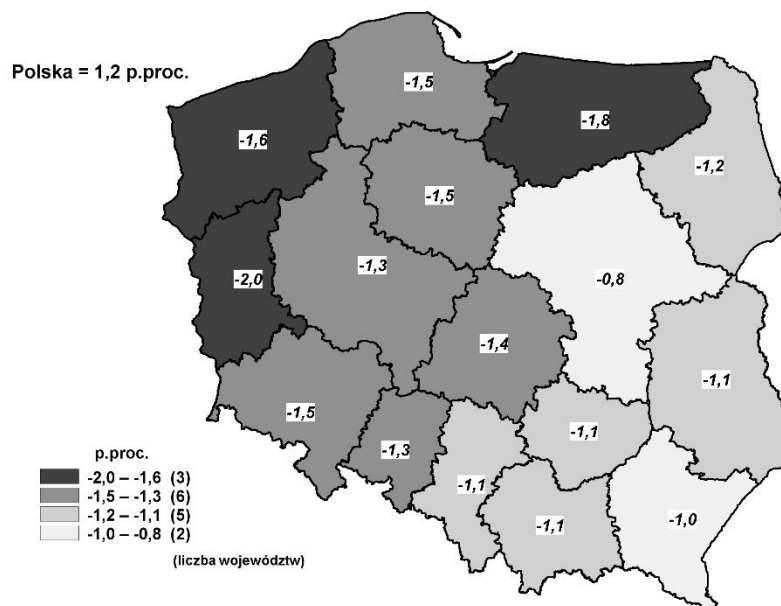 Polska = 1,2 p.proc.
-1,5
-1,6
-1,8
-1,2
-1,5
-2,0
-1,3
-0,8
-1,4
-1,1
-1,5
-1,3
-1,1
-1,1
-1,1
-1,0
p.proc.
-2,0 – -1,6 (3)
-1,5 – -1,3 (6)
-1,2 – -1,1 (5)
-1,0 – -0,8 (2)
(liczba województw)